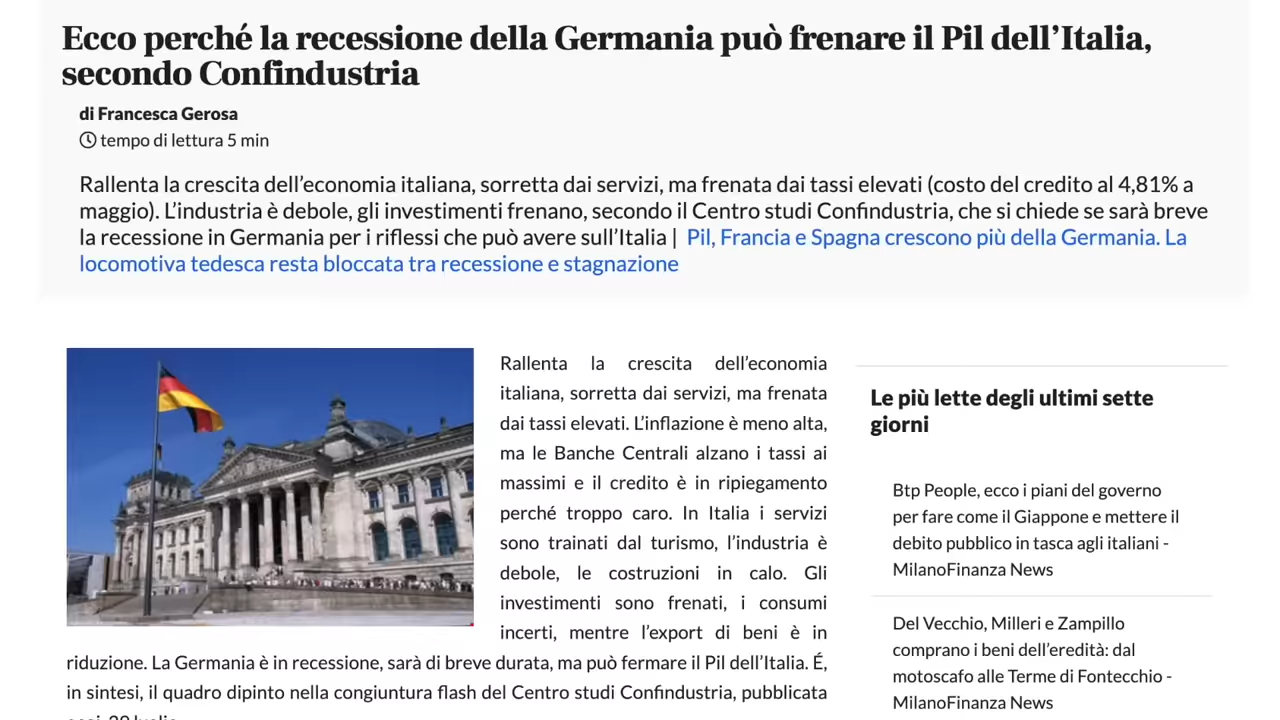 Ecco perché la recessione della Germania può frenare il Pil dell’Italia,
secondo Confindustria
di Francesca Gerosa
tempo di lettura 5 min
Rallenta la crescita dell’economia italiana, sorretta dai servizi, ma frenata dai tassi elevati (costo del credito al 4,81% a
maggio). L’industria è debole, gli investimenti frenano, secondo il Centro studi Confindustria, che si chiede se sarà breve
la recessione in Germania per i riflessi che può avere sull’Italia | Pil, Francia e Spagna crescono più della Germania. La
locomotiva tedesca resta bloccata tra recessione e stagnazione
Rallenta la crescita dell’economia
italiana, sorretta dai servizi, ma frenata
dai tassi elevati. L’inflazione è meno alta,
ma le Banche Centrali alzano i tassi ai
massimi e il credito è in ripiegamento
perché troppo caro. In Italia i servizi
sono trainati dal turismo, l’industria è
debole, le costruzioni in calo. Gli
investimenti sono frenati, i consumi
incerti, mentre l’export di beni è in
riduzione. La Germania è in recessione, sarà di breve durata, ma può fermare il Pil dell’Italia. É,
in sintesi, il quadro dipinto nella congiuntura flash del Centro studi Confindustria, pubblicata
Le più lette degli ultimi sette
giorni
Btp People, ecco i piani del governo
per fare come il Giappone e mettere il
debito pubblico in tasca agli italiani -
MilanoFinanza News
Del Vecchio, Milleri e Zampillo
comprano i beni dell’eredità: dal
motoscafo alle Terme di Fontecchio -
MilanoFinanza News